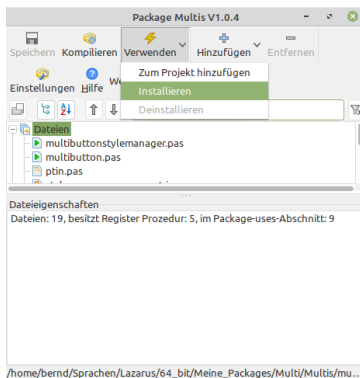 Package Multis V1.0.4
Speichern Kompilieren Verwenden Hinzufügen Entfernen
Zum Projekt hinzufügen
Einstellungen Hilfe We
Installieren
Deinstallieren
Dateien
multibuttonstylemanager.pas
multibutton.pas
ptin.pas
Dateieigenschaften
Dateien: 19, besitzt Register Prozedur: 5, im Package-uses-Abschnitt: 9
/home/bernd/Sprachen/Lazarus/64_bit/Meine_Packages/Multi/Multis/mu...